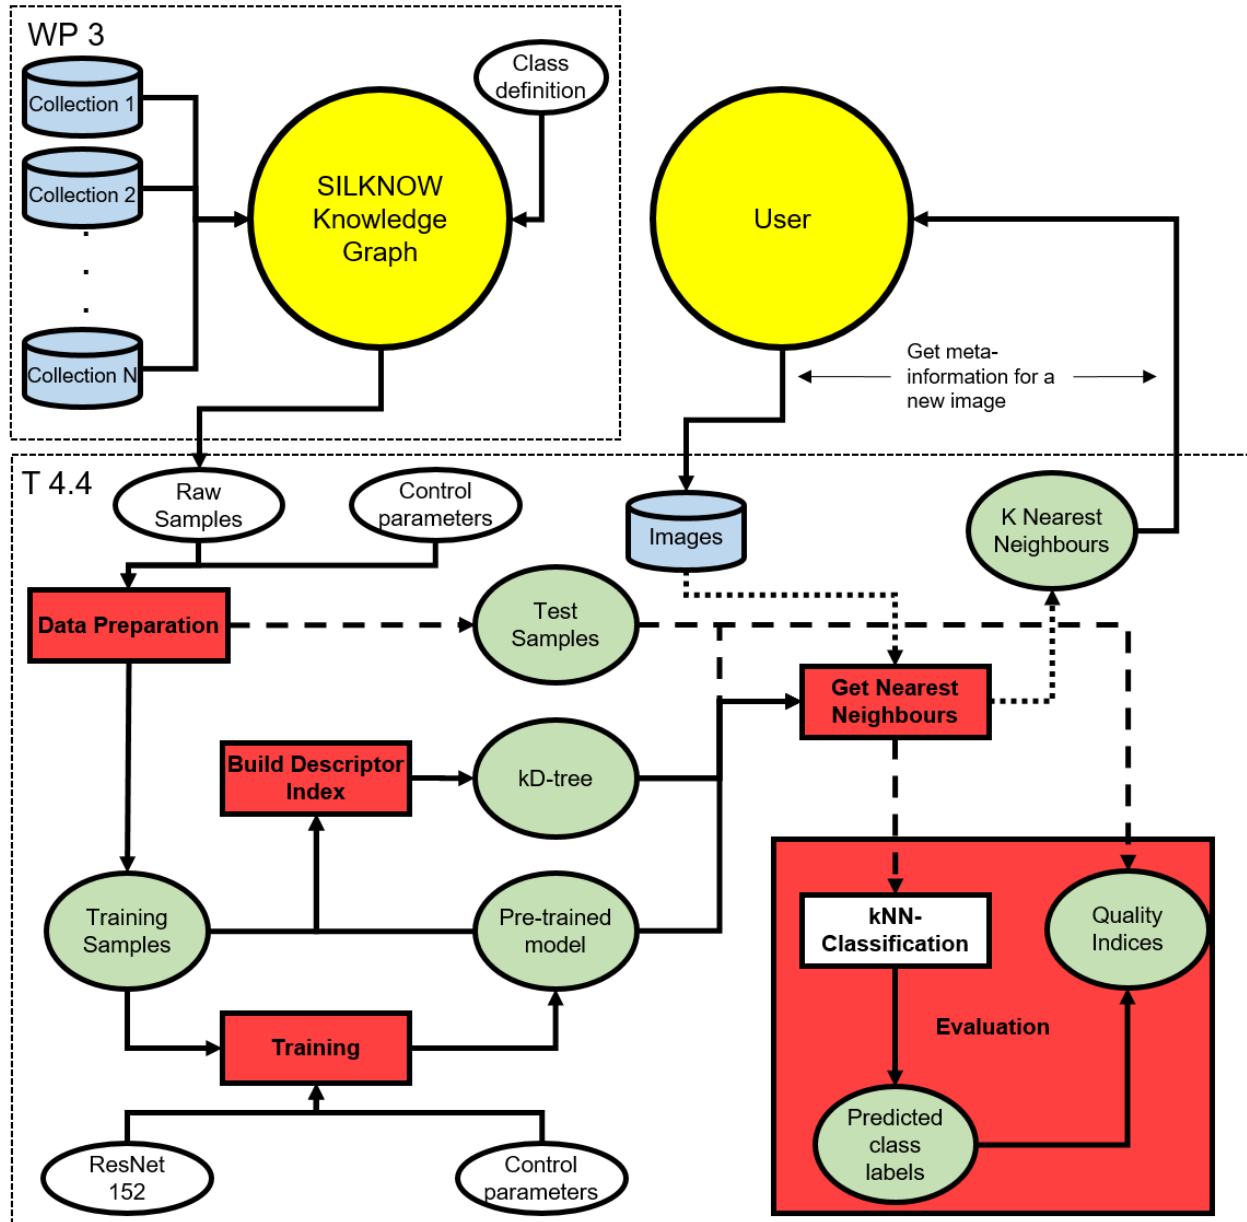 WP 3
Collection 1
Collection 2
.
.
.
Collection N
SILKNOW
Knowledge
Graph
Class
definition
User
Get meta-
information for a
new image
T 4.4
Raw
Samples
Control
parameters
Images
K Nearest
Neighbours
Data Preparation
Test
Samples
Get Nearest
Neighbours
Build Descriptor
Index
kD-tree
Training
Samples
Pre-trained
model
kNN-
Classification
Quality
Indices
Training
Evaluation
ResNet
152
Control
parameters
Predicted
class
labels